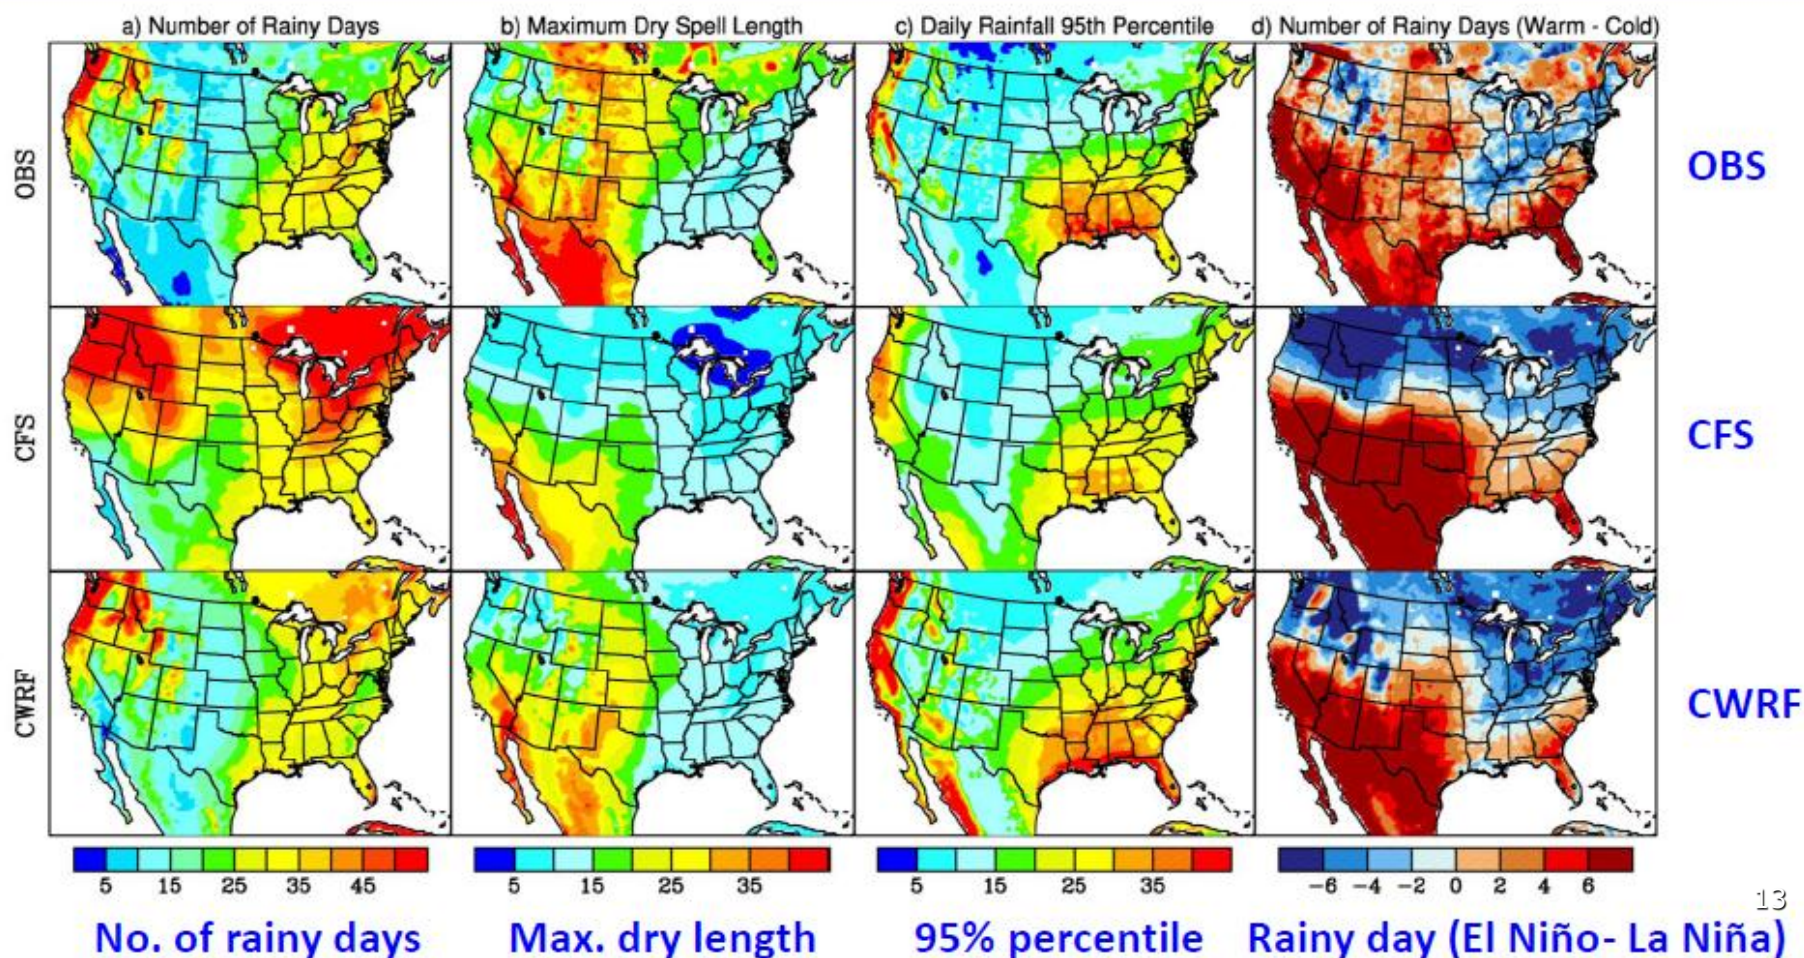 a) Number of Rainy Days b) Maximum Dry Spell Length c) Daily Rainfall 95th Percentile d) Number of Rainy Days (Warm - Cold)
OBS OBS
CFS CFS
CWRF CWRF
5 15 25 35 45 5 15 25 35 5 15 25 35 -6 -4 -2 0 2 4 6
13
No. of rainy days Max. dry length 95% percentile Rainy day (El Niño- La Niña)